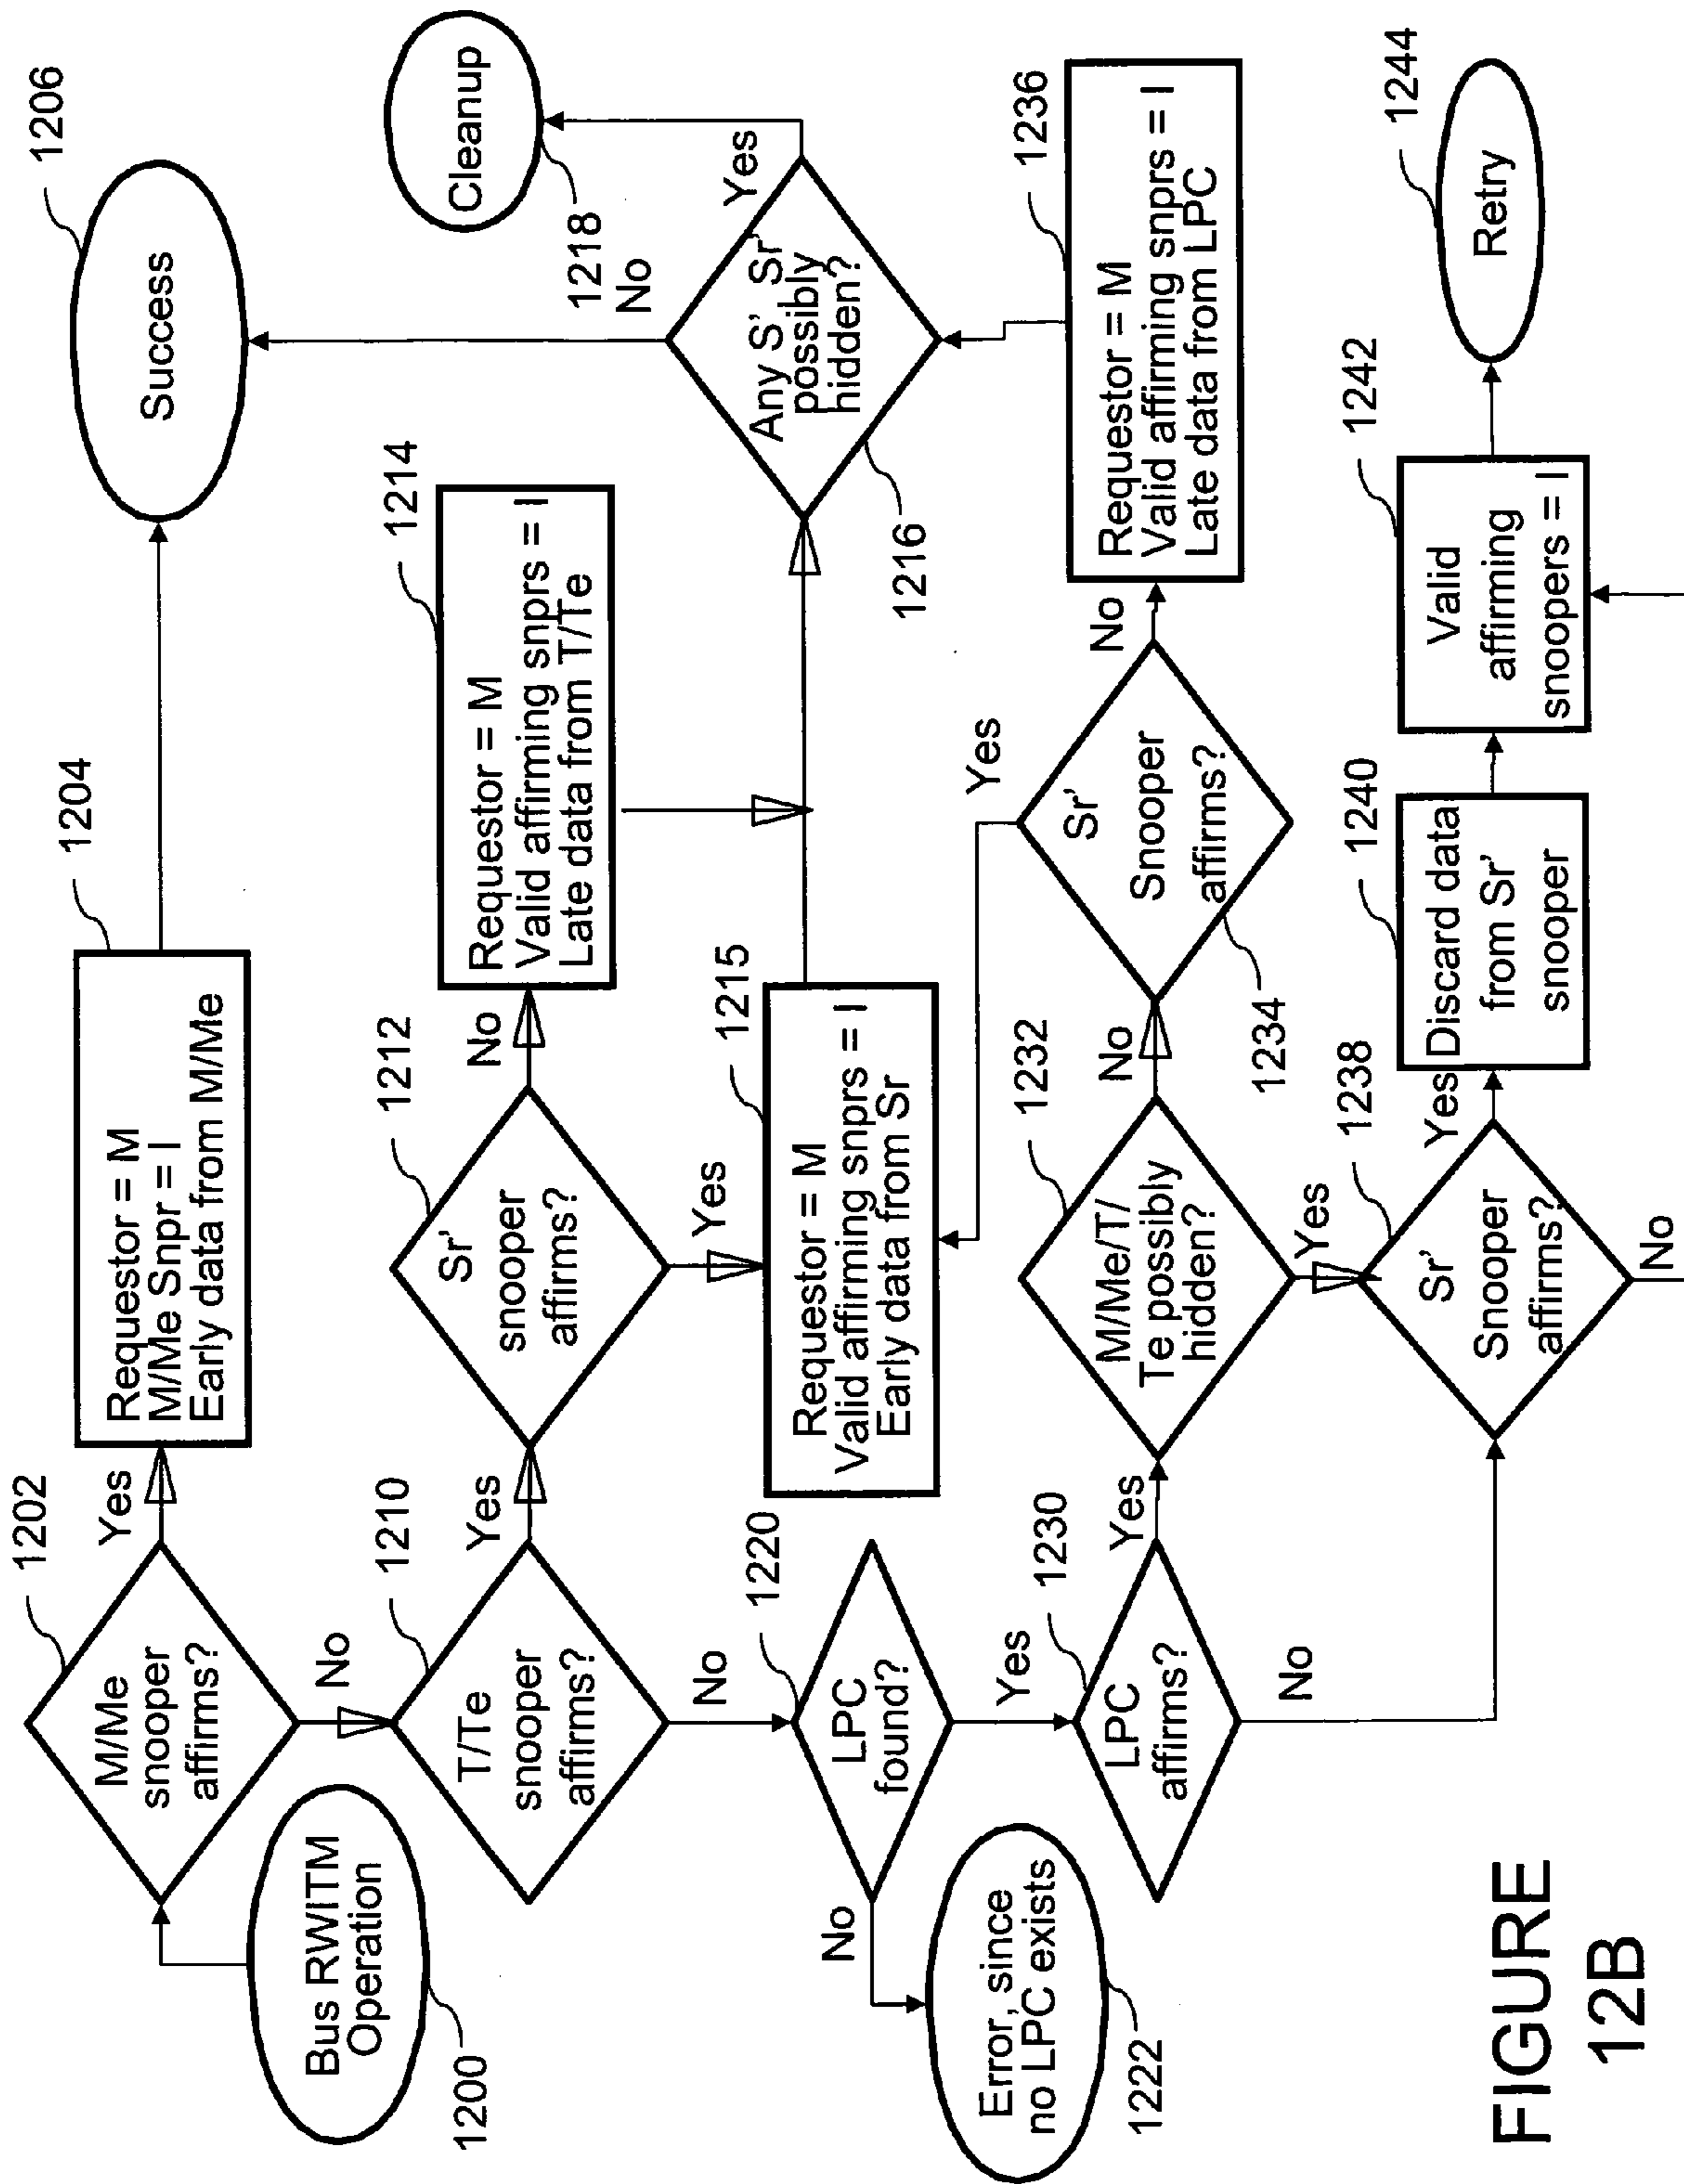 1200
Bus RWITM
Operation
1202
M/Me
snooper
affirms?
Yes
No
1204
Requestor = M
M/Me Snpr = I
Early data from M/Me
1206
Success
1210
T/Te
snooper
affirms?
Yes
No
1212
Sr'
snooper
affirms?
No
Yes
1214
Requestor = M
Valid affirming snprs = I
Late data from T/Te
1215
Requestor = M
Valid affirming snprs = I
Early data from Sr
1216
Any S' Sr'
possibly
hidden?
No
Yes
1218
Cleanup
1220
LPC
found?
No
Yes
1222
Error, since
no LPC exists
1230
LPC
affirms?
Yes
No
1232
M/Me/T/
Te possibly
hidden?
No
Yes
1234
Sr'
Snooper
affirms?
Yes
No
1236
Requestor = M
Valid affirming snprs = I
Late data from LPC
1238
Sr'
Snooper
affirms?
Yes
No
1240
Discard data
from Sr'
snooper
1242
Valid
affirming
snoopers = I
1244
Retry
FIGURE
12B